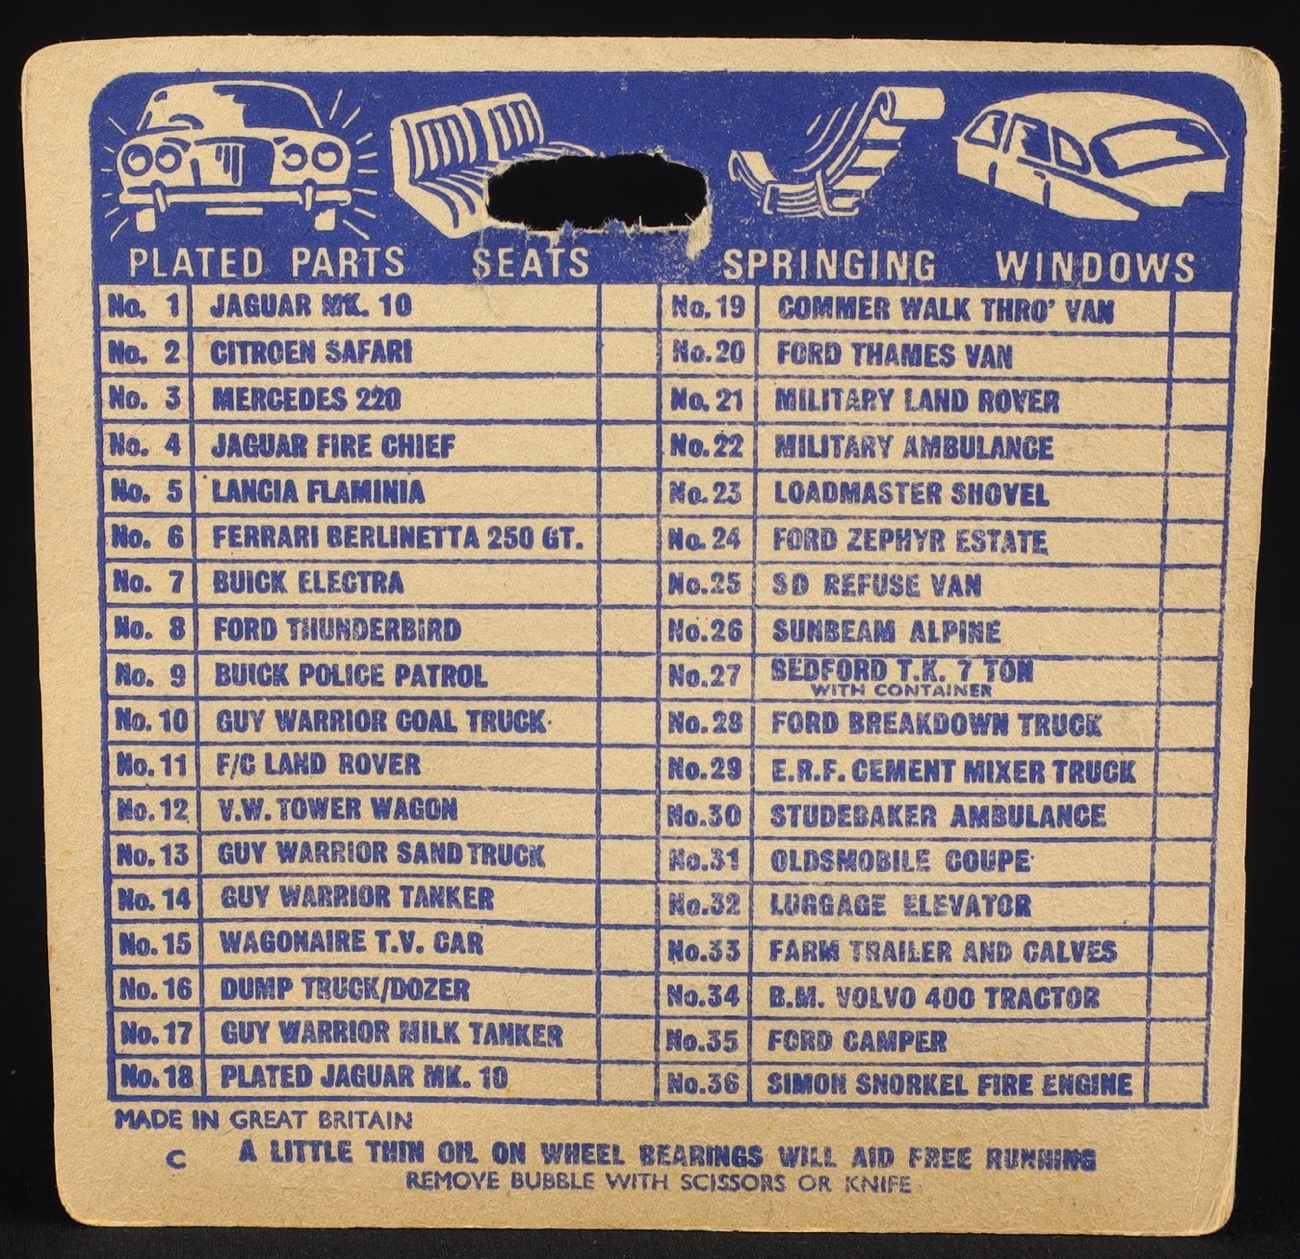 PLATED PARTS SEATS SPRINGING WINDOWS
No. 1 JAGUAR MK. 10
No. 2 CITROEN SAFARI
No. 3 MERCEDES 220
No. 4 JAGUAR FIRE CHIEF
No. 5 LANCIA FLAMINIA
No. 6 FERRARI BERLINETTA 250 GT.
No. 7 BUICK ELECTRA
No. 8 FORD THUNDERBIRD
No. 9 BUICK POLICE PATROL
No. 10 GUY WARRIOR COAL TRUCK
No. 11 F/C LAND ROVER
No. 12 V.W. TOWER WAGON
No. 13 GUY WARRIOR SAND TRUCK
No. 14 GUY WARRIOR TANKER
No. 15 WAGONAIRE T.V. CAR
No. 16 DUMP TRUCK/DOZER
No. 17 GUY WARRIOR MILK TANKER
No. 18 PLATED JAGUAR MK. 10
No. 19 COMMER WALK THRO' VAN
No. 20 FORD THAMES VAN
No. 21 MILITARY LAND ROVER
No. 22 MILITARY AMBULANCE
No. 23 LOADMASTER SHOVEL
No. 24 FORD ZEPHYR ESTATE
No. 25 SD REFUSE VAN
No. 26 SUNBEAM ALPINE
No. 27 BEDFORD T.K. 7 TON
WITH CONTAINER
No. 28 FORD BREAKDOWN TRUCK
No. 29 E.R.F. CEMENT MIXER TRUCK
No. 30 STUDEBAKER AMBULANCE
No. 31 OLDSMOBILE COUPE
No. 32 LUGGAGE ELEVATOR
No. 33 FARM TRAILER AND CALVES
No. 34 B.M. VOLVO 400 TRACTOR
No. 35 FORD CAMPER
No. 36 SIMON SNORKEL FIRE ENGINE
MADE IN GREAT BRITAIN
C A LITTLE THIN OIL ON WHEEL BEARINGS WILL AID FREE RUNNING
REMOVE BUBBLE WITH SCISSORS OR KNIFE